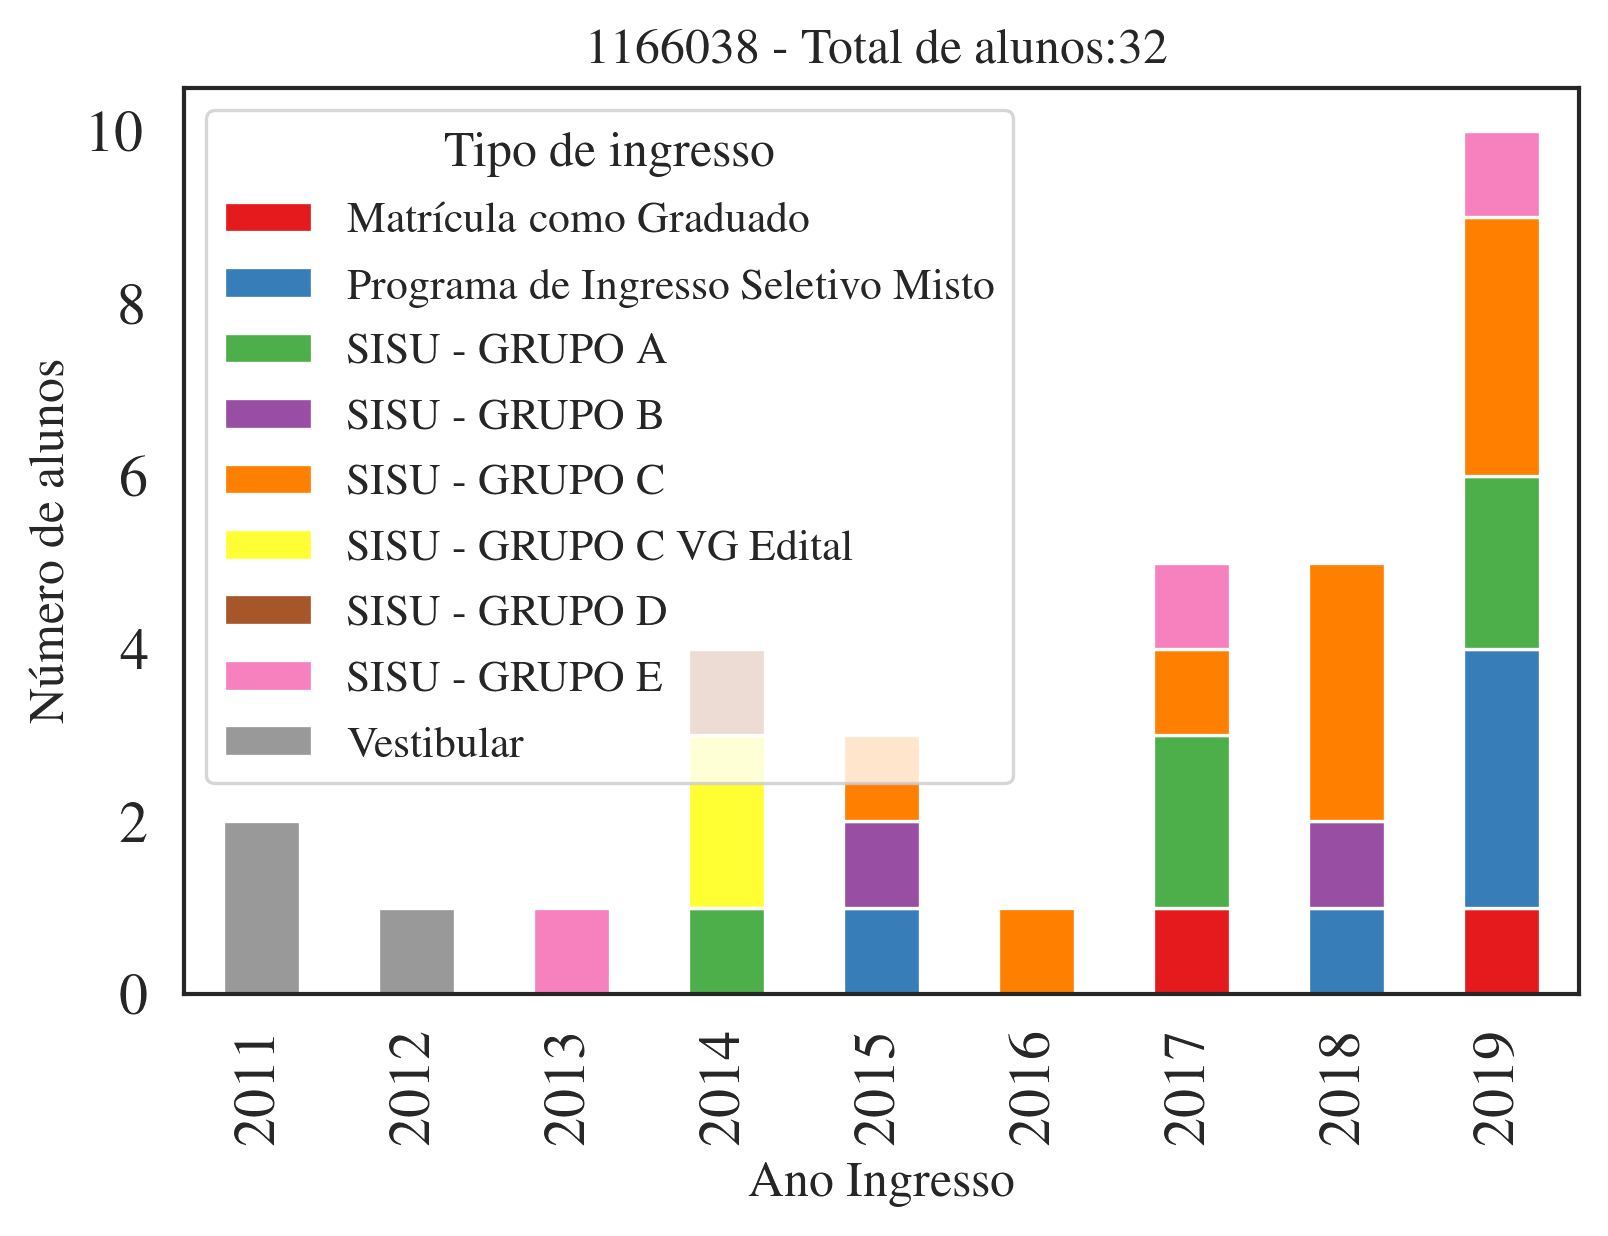 1166038 - Total de alunos:32
Tipo de ingresso
Matrícula como Graduado
Programa de Ingresso Seletivo Misto
SISU - GRUPO A
SISU - GRUPO B
SISU - GRUPO C
SISU - GRUPO C VG Edital
SISU - GRUPO D
SISU - GRUPO E
Vestibular
Número de alunos
10
8
6
4
2
0
2011
2012
2013
2014
2015
2016
2017
2018
2019
Ano Ingresso